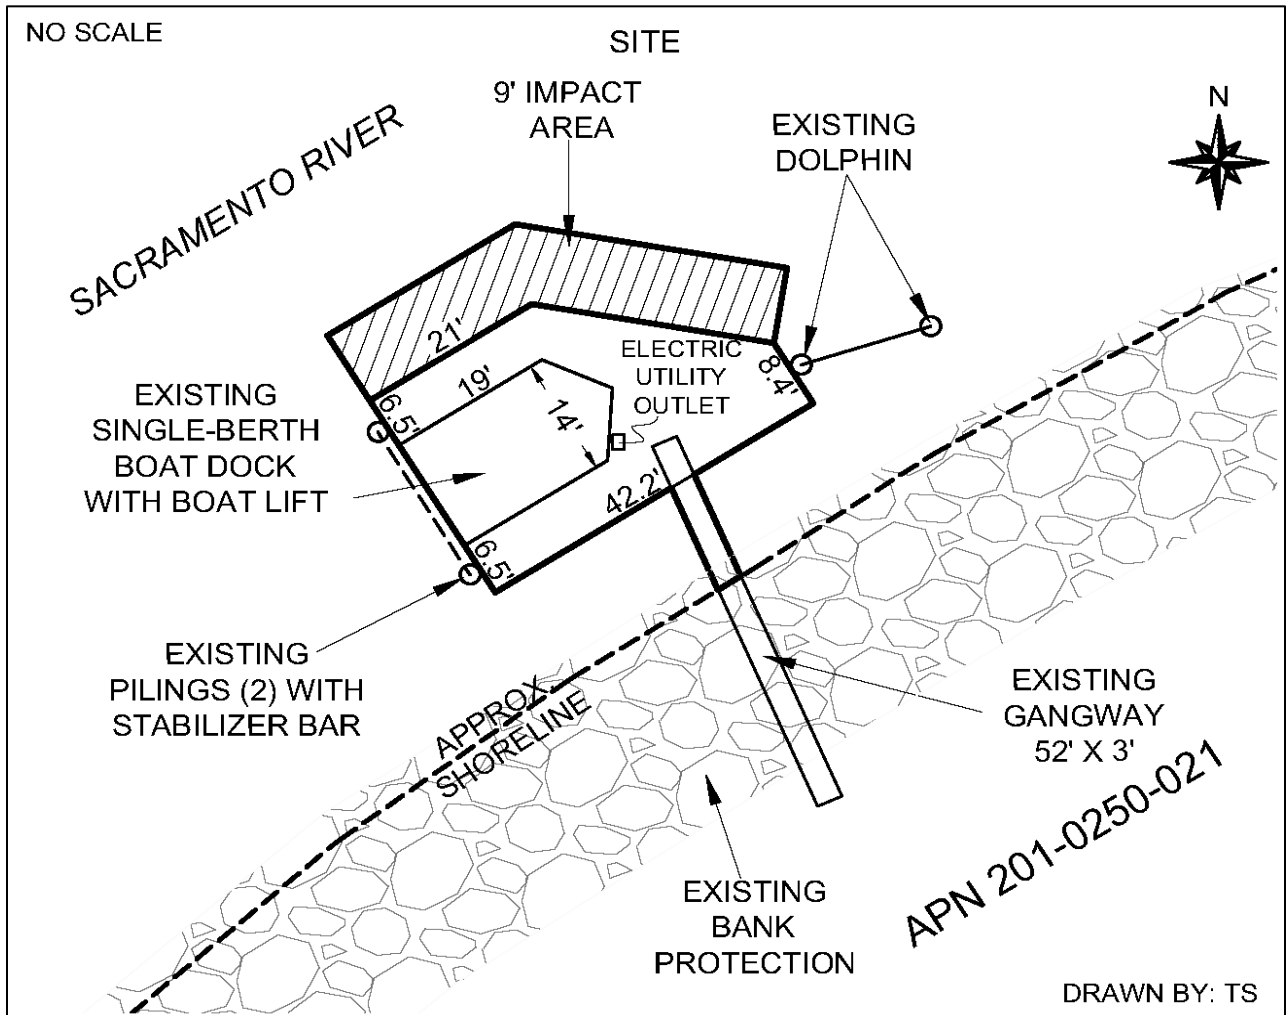 NO SCALE
SITE
9' IMPACT
AREA
EXISTING
DOLPHIN
N
SACRAMENTO RIVER
21'
19'
14'
6.5'
ELECTRIC
UTILITY
OUTLET
8.4'
EXISTING
SINGLE-BERTH
BOAT DOCK
WITH BOAT LIFT
42.2'
6.5'
EXISTING
PILINGS (2) WITH
STABILIZER BAR
APPROX
SHORELINE
EXISTING
GANGWAY
52' X 3'
APN 201-0250-021
EXISTING
BANK
PROTECTION
DRAWN BY: TS